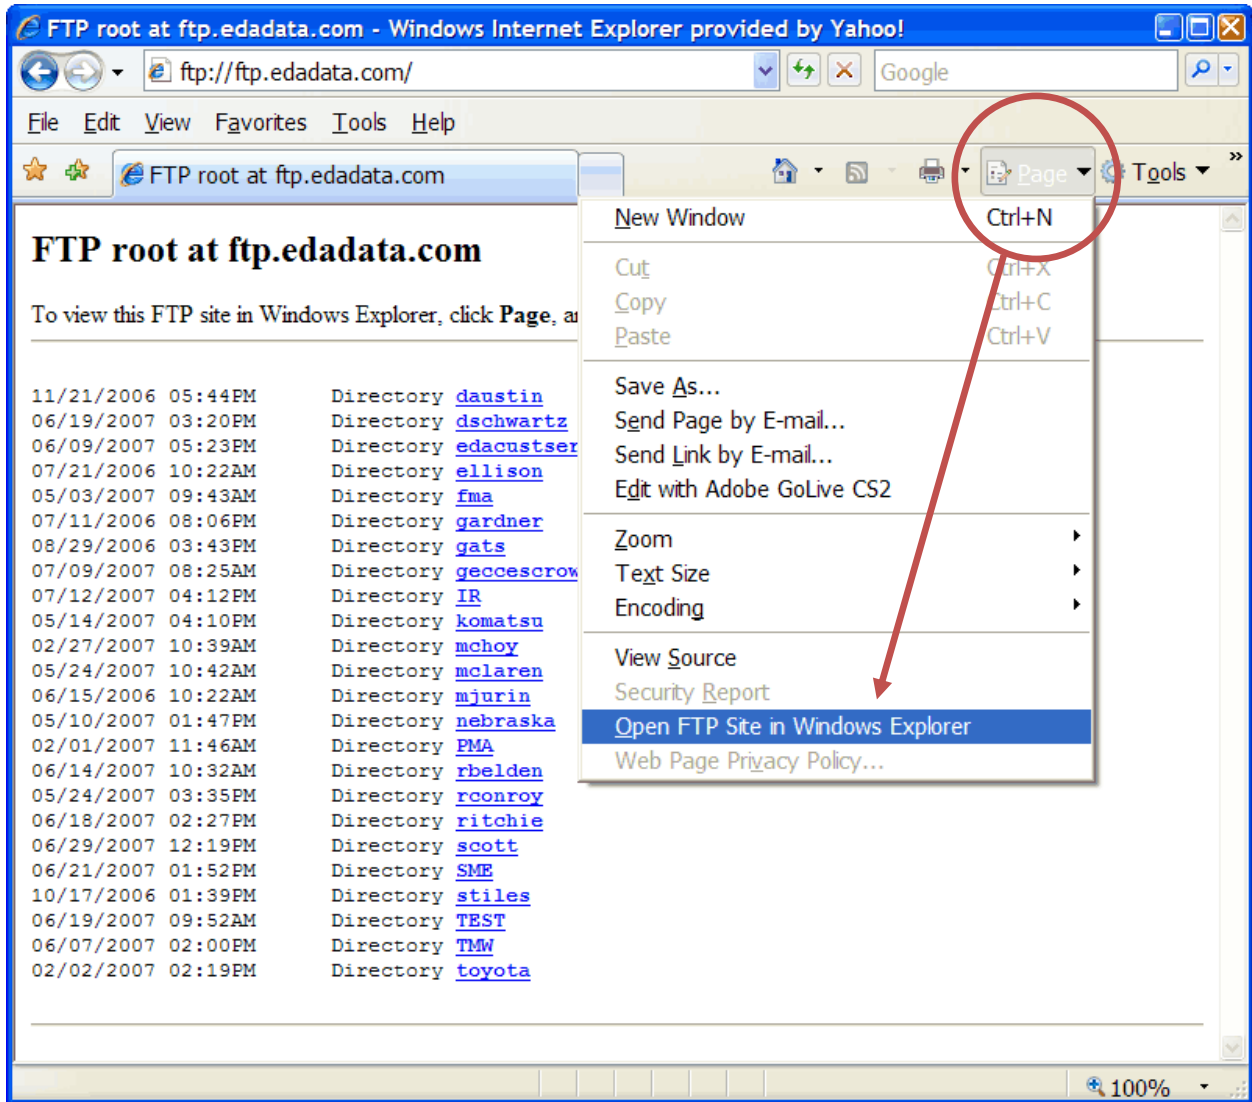 FTP root at ftp.edadata.com - Windows Internet Explorer provided by Yahoo!
ftp://ftp.edadata.com/
Google
File Edit View Favorites Tools Help
FTP root at ftp.edadata.com
Page
Tools
»
FTP root at ftp.edadata.com
To view this FTP site in Windows Explorer, click Page, a
11/21/2006 05:44PM Directory daustin
06/19/2007 03:20PM Directory dschwartz
06/09/2007 05:23PM Directory edacustser
07/21/2006 10:22AM Directory ellison
05/03/2007 09:43AM Directory fma
07/11/2006 08:06PM Directory gardner
08/29/2006 03:43PM Directory gats
07/09/2007 08:25AM Directory geccescrow
07/12/2007 04:12PM Directory IR
05/14/2007 04:10PM Directory komatsu
02/27/2007 10:39AM Directory mchoy
05/24/2007 10:42AM Directory mclaren
06/15/2006 10:22AM Directory mjurin
05/10/2007 01:47PM Directory nebraska
02/01/2007 11:46AM Directory PMA
06/14/2007 10:32AM Directory rbelden
05/24/2007 03:35PM Directory rconroy
06/18/2007 02:27PM Directory ritchie
06/29/2007 12:19PM Directory scott
06/21/2007 01:52PM Directory SME
10/17/2006 01:39PM Directory stiles
06/19/2007 09:52AM Directory TEST
06/07/2007 02:00PM Directory TMW
02/02/2007 02:19PM Directory toyota
New Window Ctrl+N
Cut Ctrl+X
Copy Ctrl+C
Paste Ctrl+V
Save As...
Send Page by E-mail...
Send Link by E-mail...
Edit with Adobe GoLive CS2
Zoom
Text Size
Encoding
View Source
Security Report
Open FTP Site in Windows Explorer
Web Page Privacy Policy...
100%